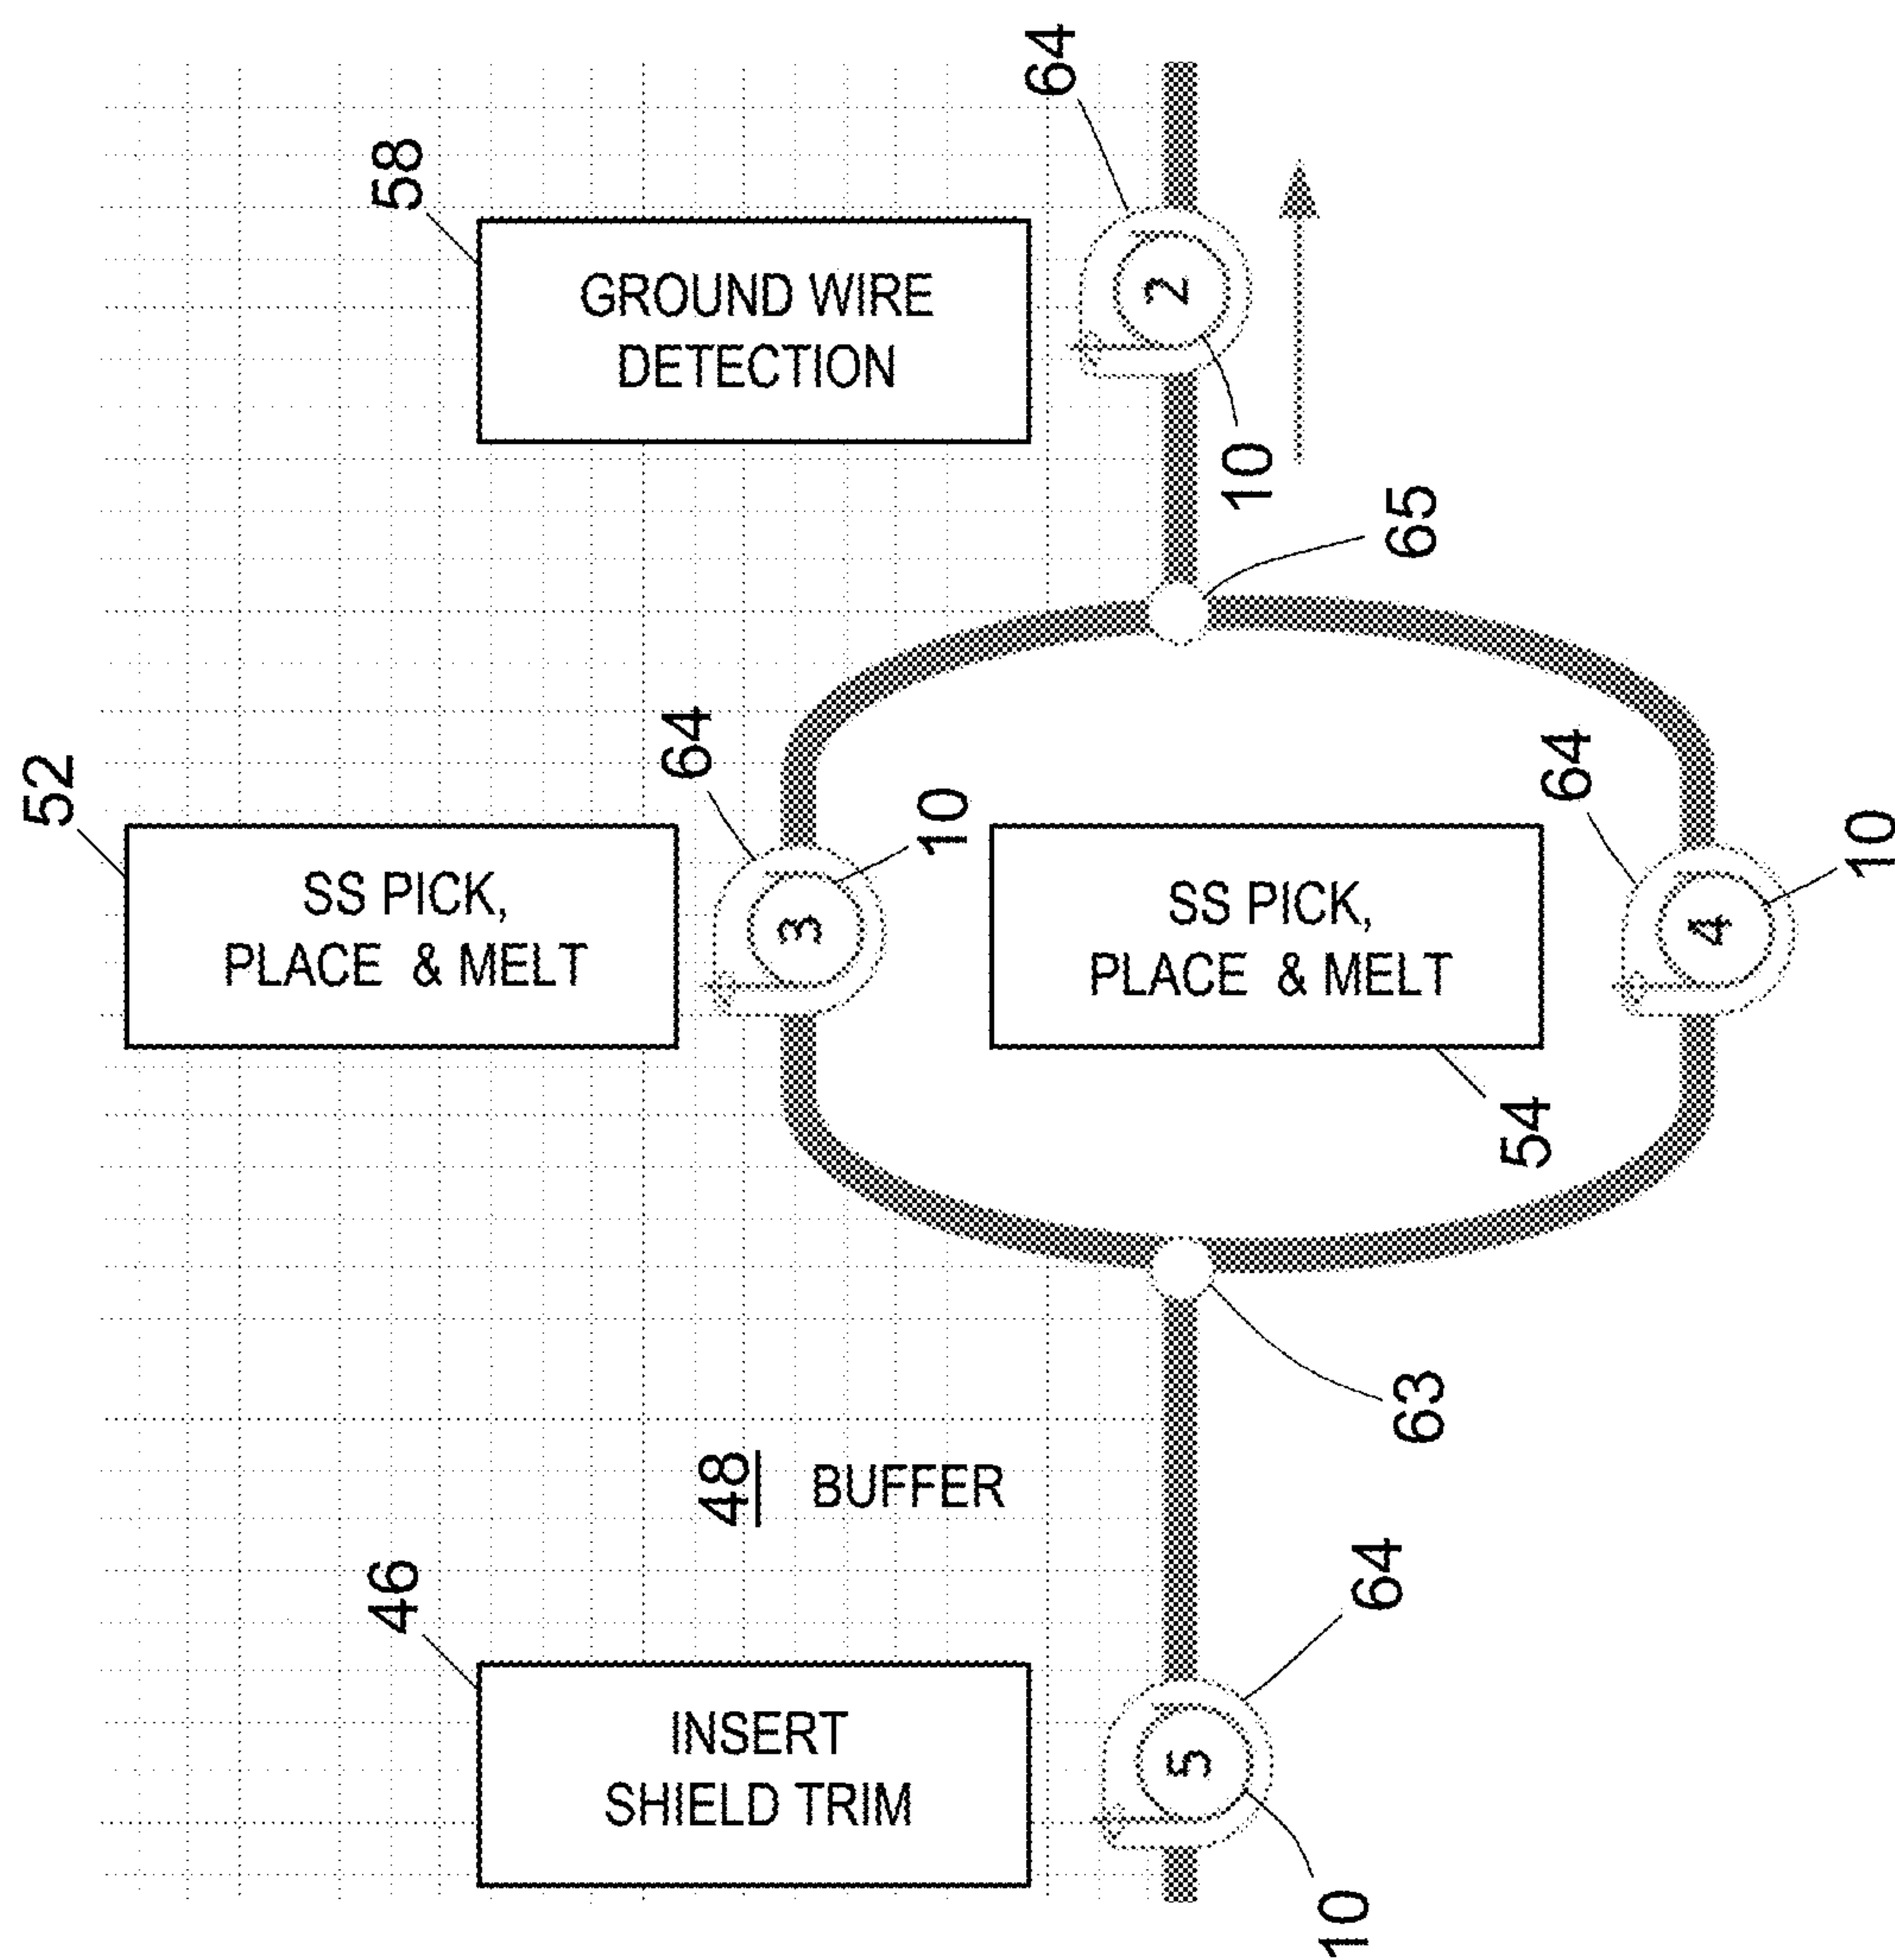 52
SS PICK,
PLACE & MELT
58
GROUND WIRE
DETECTION
64
2
10
64
3
10
46
INSERT
SHIELD TRIM
48 BUFFER
SS PICK,
PLACE & MELT
54
64
4
10
65
63
64
5
10